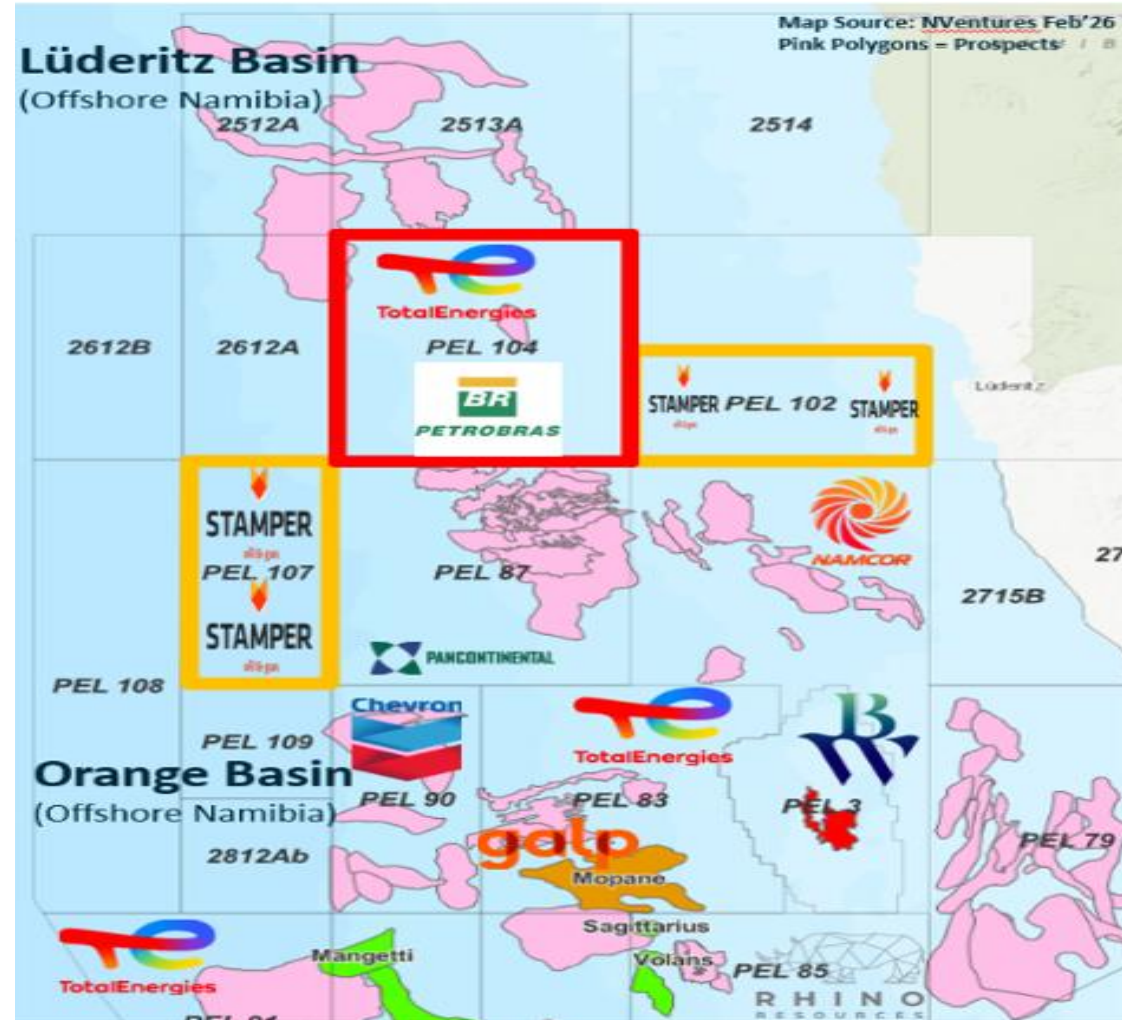 Map Source: NVentures Feb'26
Pink Polygons = Prospects
I B
Lüderitz Basin
(Offshore Namibia)
2512A
2513A
2514
TotalEnergies
2612B
2612A
PEL 104
BR
PETROBRAS
STAMPER
PEL 102
STAMPER
Lüderitz
STAMPER
PEL 107
STAMPER
PEL 87
NAMCOR
27
2715B
PANCONTINENTAL
PEL 108
Chevron
TotalEnergies
BW
PEL 109
Orange Basin
(Offshore Namibia)
PEL 90
PEL 83
PEL 3
PEL 79
2812Ab
galp
Mopane
Sagittarius
TotalEnergies
Mangetti
Volans
PEL 85
RHINO
RESOURCES